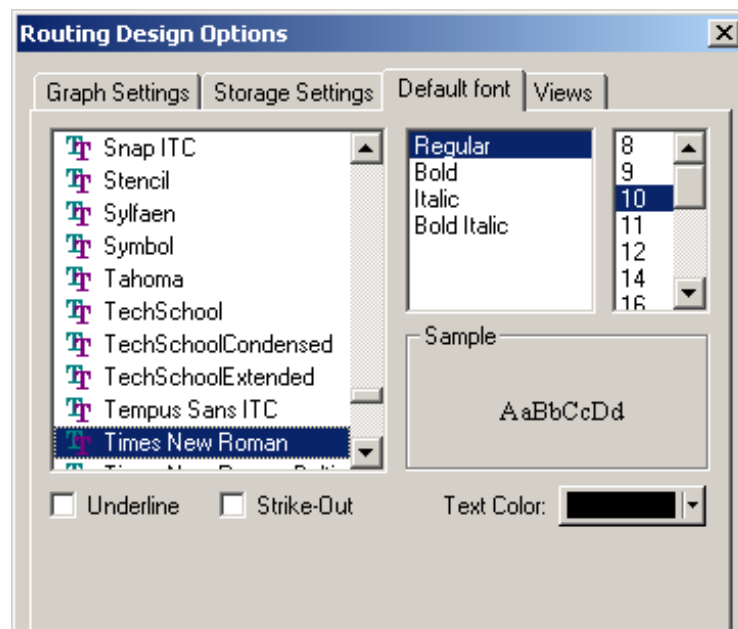 Routing Design Options
Graph Settings
Storage Settings
Default font
Views
Snap ITC
Stencil
Sylfaen
Symbol
Tahoma
TechSchool
TechSchoolCondensed
TechSchoolExtended
Tempus Sans ITC
Times New Roman
Regular
Bold
Italic
Bold Italic
8
9
10
11
12
14
16
Sample
AaBbCcDd
Underline
Strike-Out
Text Color: